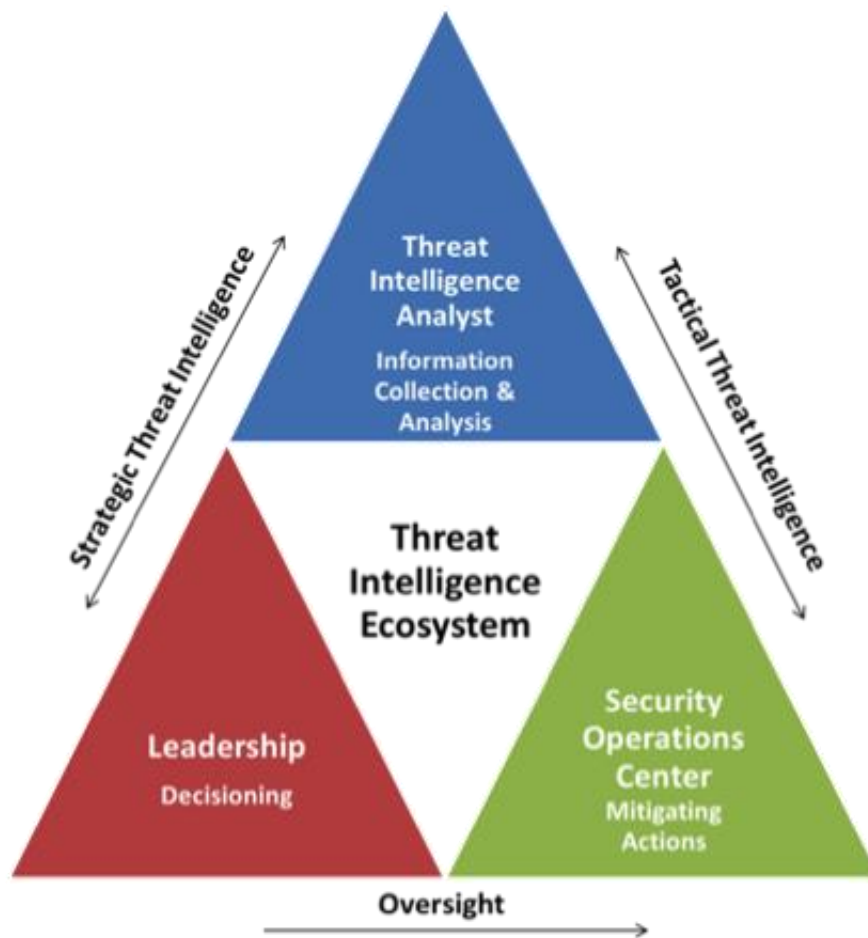 Threat
Intelligence
Analyst
Information
Collection &
Analysis
Strategic Threat Intelligence
Tactical Threat Intelligence
Threat
Intelligence
Ecosystem
Leadership
Decisioning
Security
Operations
Center
Mitigating
Actions
Oversight